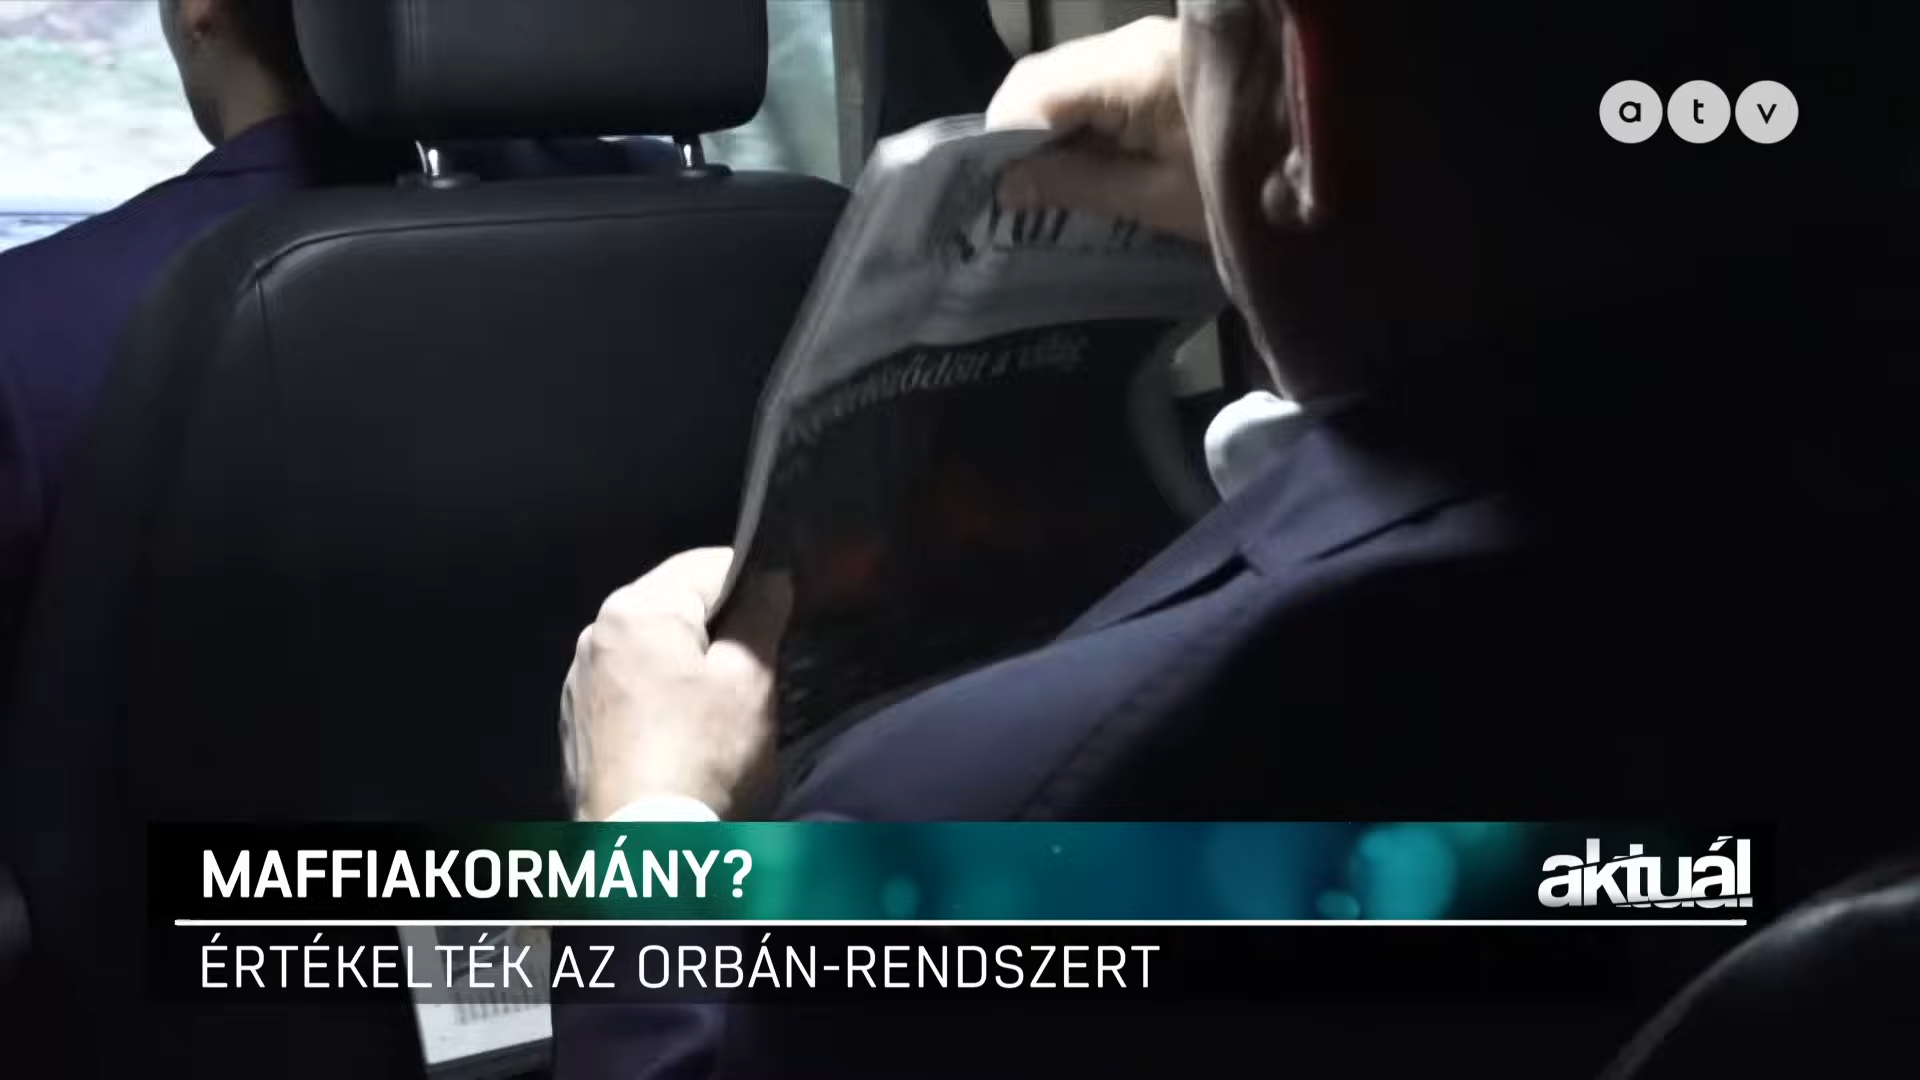 atv
MAFFIAKORMÁNY?
aktuál
ÉRTÉKELTÉK AZ ORBÁN-RENDSZERT